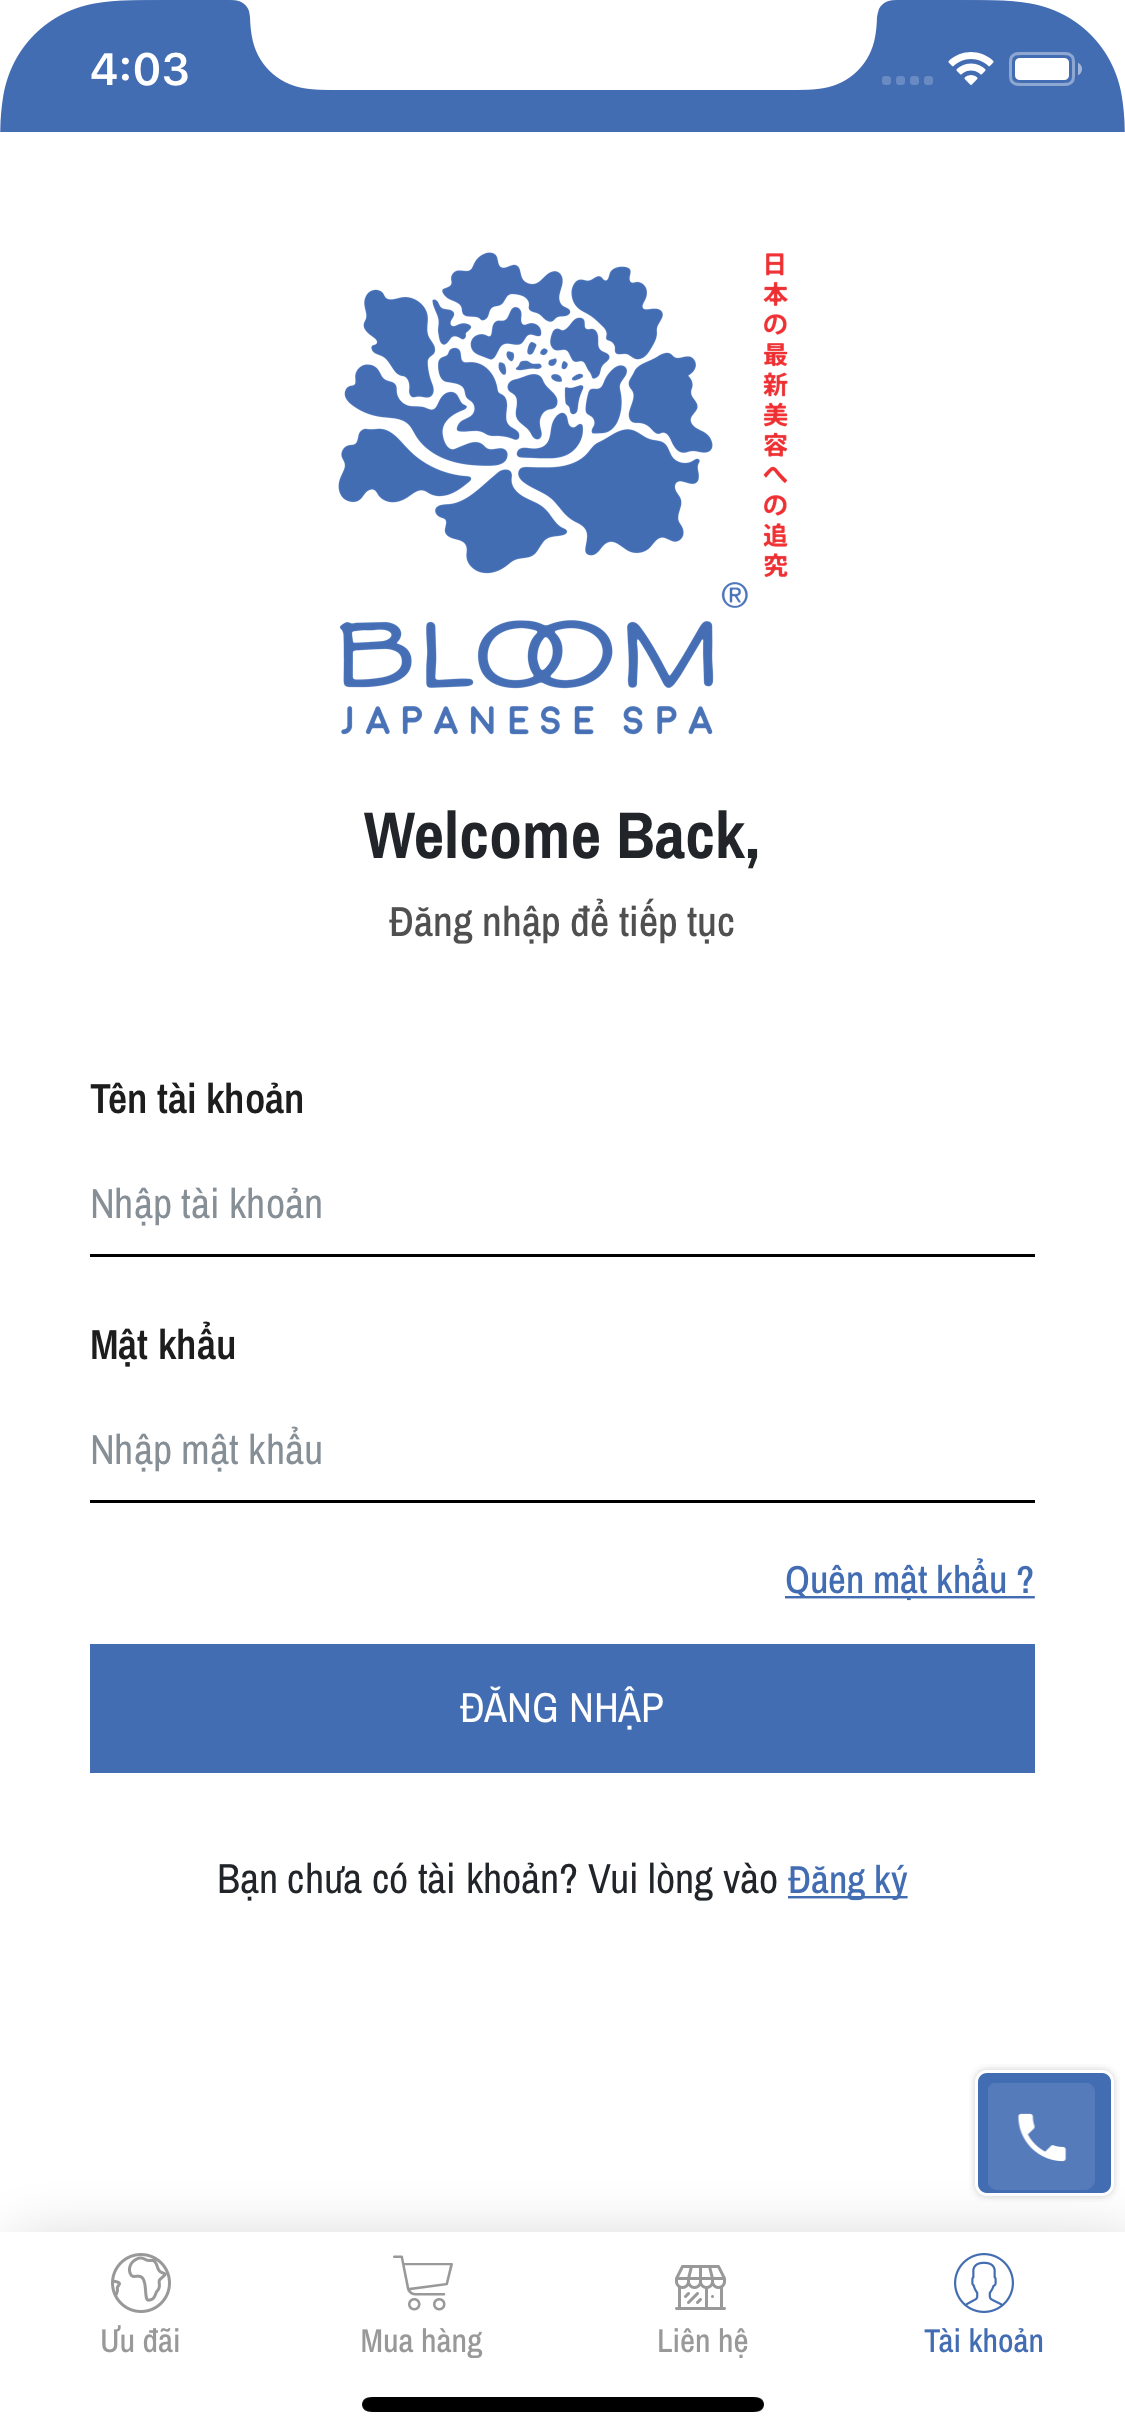 4:03
日本の最新美容への追究
®
BLOOM
JAPANESE SPA
Welcome Back,
Đăng nhập để tiếp tục
Tên tài khoản
Nhập tài khoản
Mật khẩu
Nhập mật khẩu
Quên mật khẩu ?
ĐĂNG NHẬP
Bạn chưa có tài khoản? Vui lòng vào Đăng ký
Ưu đãi
Mua hàng
Liên hệ
Tài khoản